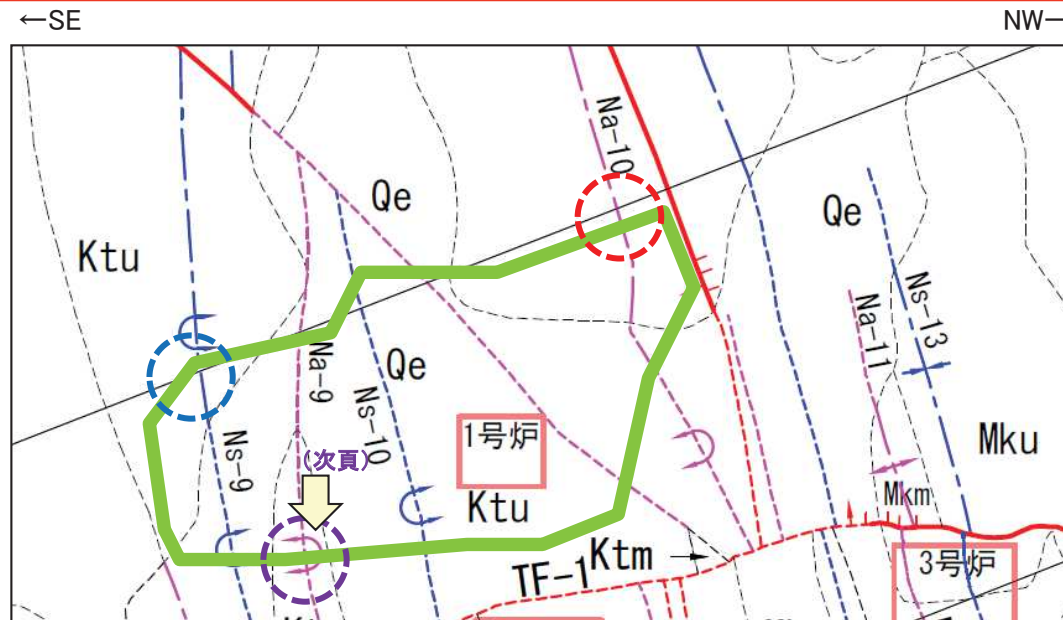 ←SE
NW
Na-10
Qe
Qe
Ktu
Ns-13
Na-11
Na-9
Qe
Ns-10
1号炉
Ns-9
(次頁)
Mku
Mkm
Ktu
Ktm
TF-1
3号炉